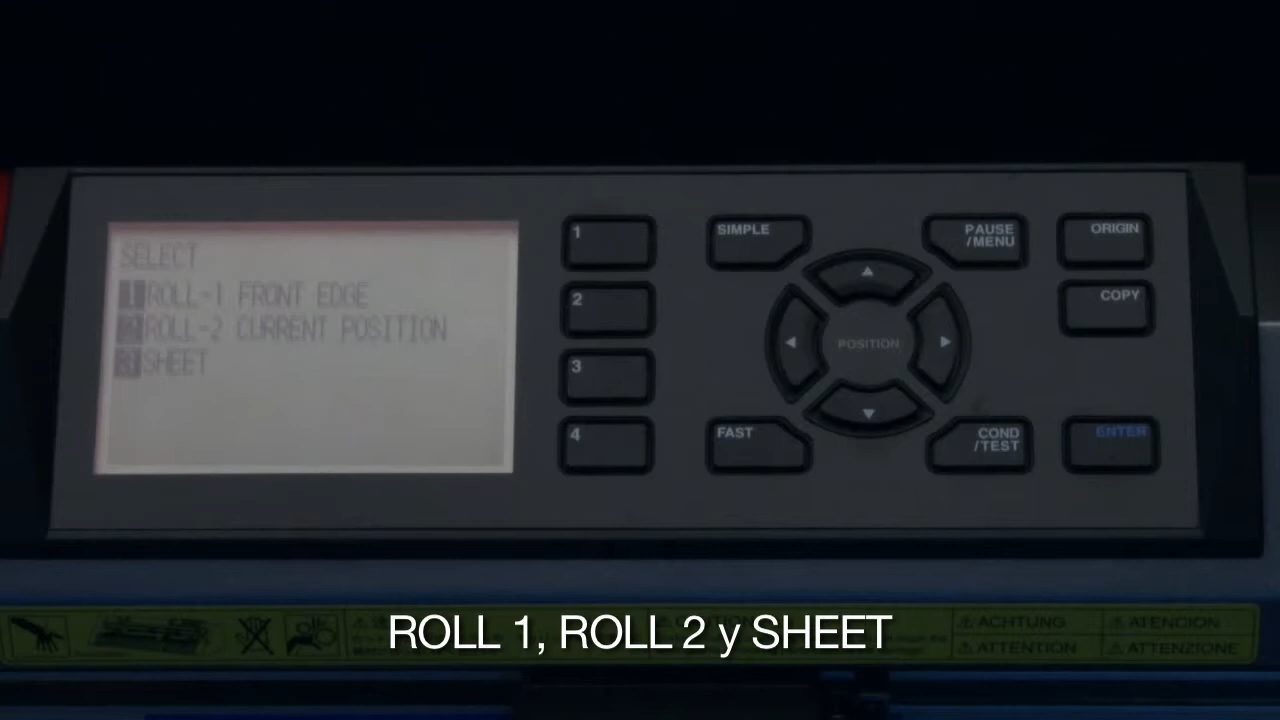 SELECT
1 ROLL-1 FRONT EDGE
2 ROLL-2 CURRENT POSITION
3 SHEET
1
2
3
4
SIMPLE
PAUSE
/MENU
ORIGIN
COPY
POSITION
FAST
COND
/TEST
ENTER
ACHTUNG
ATENCION
ATTENTION
ATTENZIONE
ROLL 1, ROLL 2 y SHEET